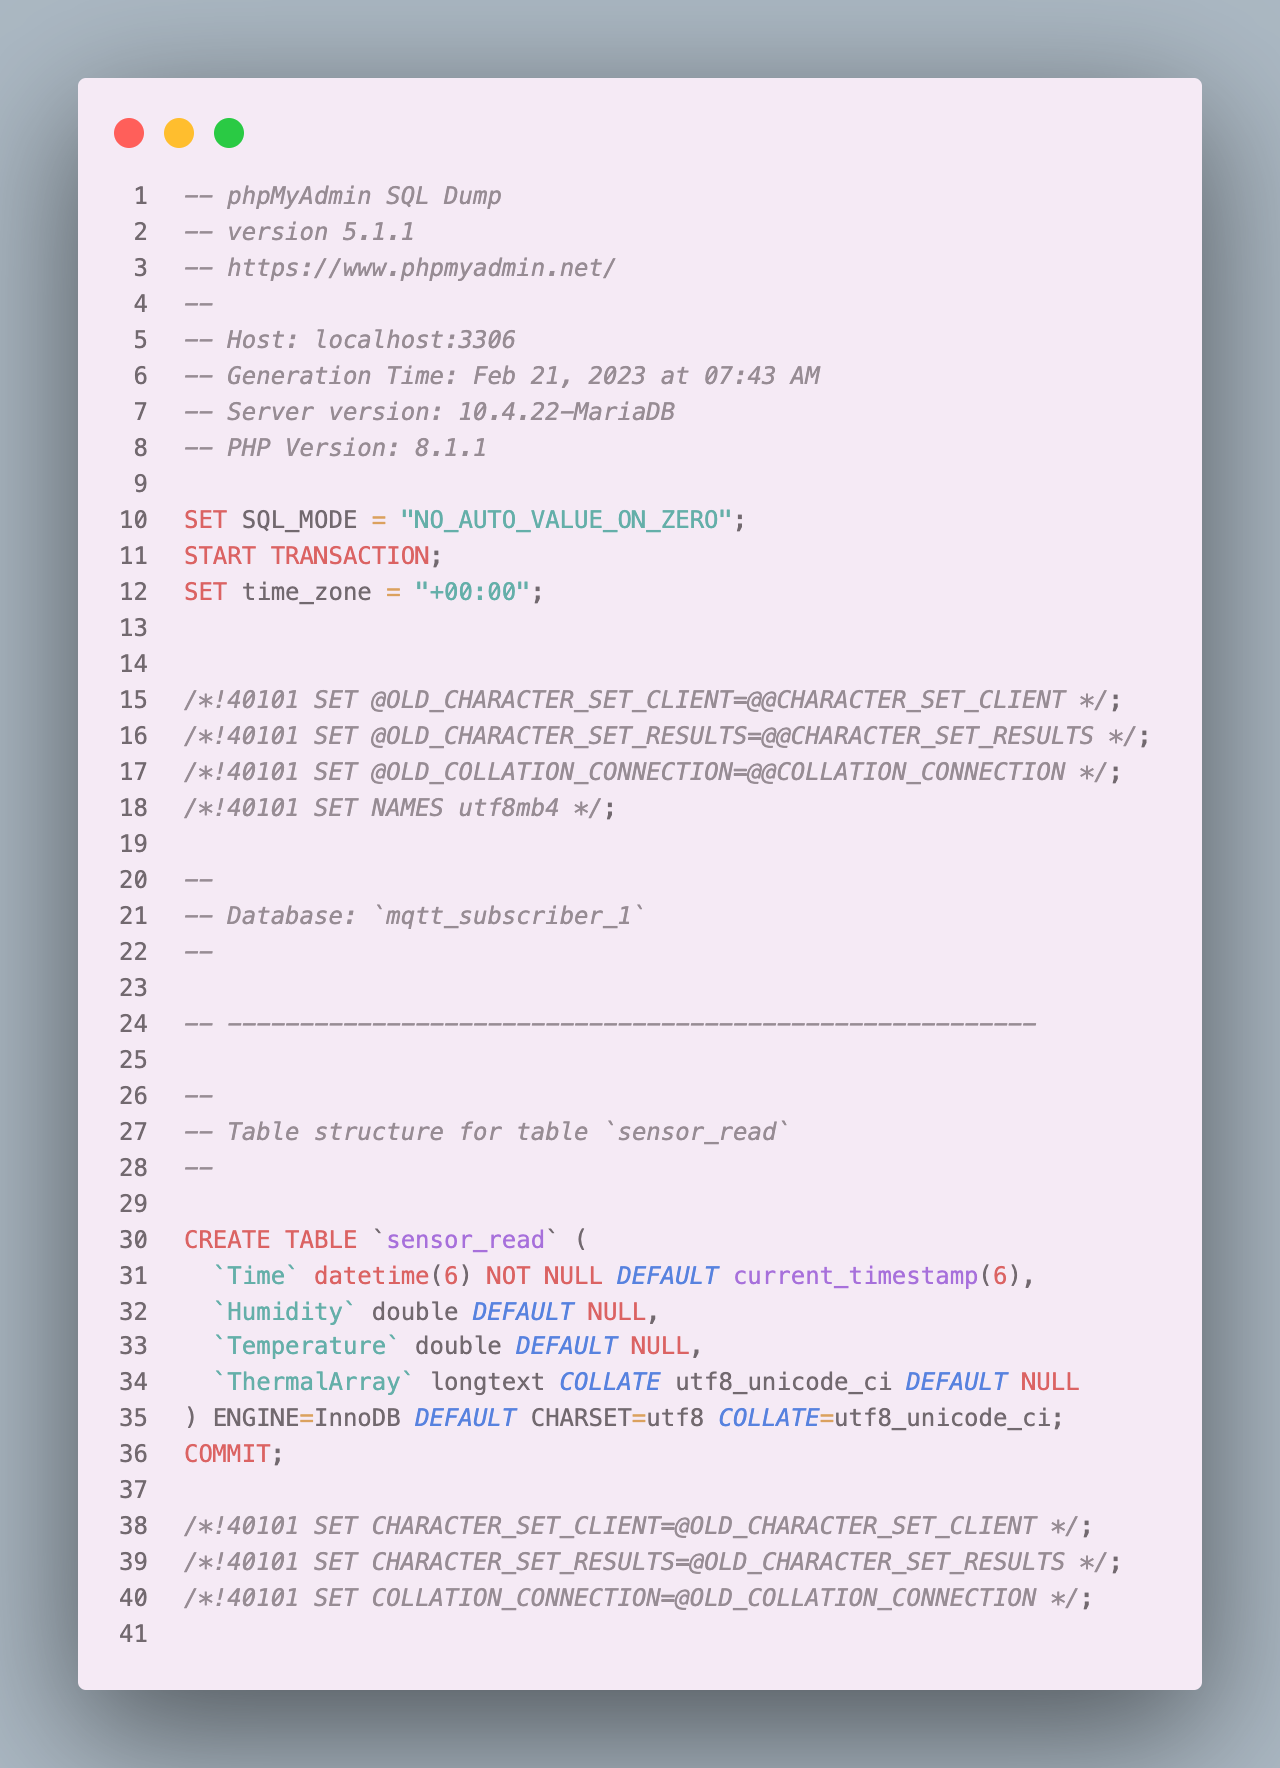 1 -- phpMyAdmin SQL Dump
2 -- version 5.1.1
3 -- https://www.phpmyadmin.net/
4 --
5 -- Host: localhost:3306
6 -- Generation Time: Feb 21, 2023 at 07:43 AM
7 -- Server version: 10.4.22-MariaDB
8 -- PHP Version: 8.1.1
9
10 SET SQL_MODE = "NO_AUTO_VALUE_ON_ZERO";
11 START TRANSACTION;
12 SET time_zone = "+00:00";
13
14
15 /*!40101 SET @OLD_CHARACTER_SET_CLIENT=@@CHARACTER_SET_CLIENT */;
16 /*!40101 SET @OLD_CHARACTER_SET_RESULTS=@@CHARACTER_SET_RESULTS */;
17 /*!40101 SET @OLD_COLLATION_CONNECTION=@@COLLATION_CONNECTION */;
18 /*!40101 SET NAMES utf8mb4 */;
19
20 --
21 -- Database: `mqtt_subscriber_1`
22 --
23
24 -- --------------------------------------------------------
25
26 --
27 -- Table structure for table `sensor_read`
28 --
29
30 CREATE TABLE `sensor_read` (
31   `Time` datetime(6) NOT NULL DEFAULT current_timestamp(6),
32   `Humidity` double DEFAULT NULL,
33   `Temperature` double DEFAULT NULL,
34   `ThermalArray` longtext COLLATE utf8_unicode_ci DEFAULT NULL
35 ) ENGINE=InnoDB DEFAULT CHARSET=utf8 COLLATE=utf8_unicode_ci;
36 COMMIT;
37
38 /*!40101 SET CHARACTER_SET_CLIENT=@OLD_CHARACTER_SET_CLIENT */;
39 /*!40101 SET CHARACTER_SET_RESULTS=@OLD_CHARACTER_SET_RESULTS */;
40 /*!40101 SET COLLATION_CONNECTION=@OLD_COLLATION_CONNECTION */;
41